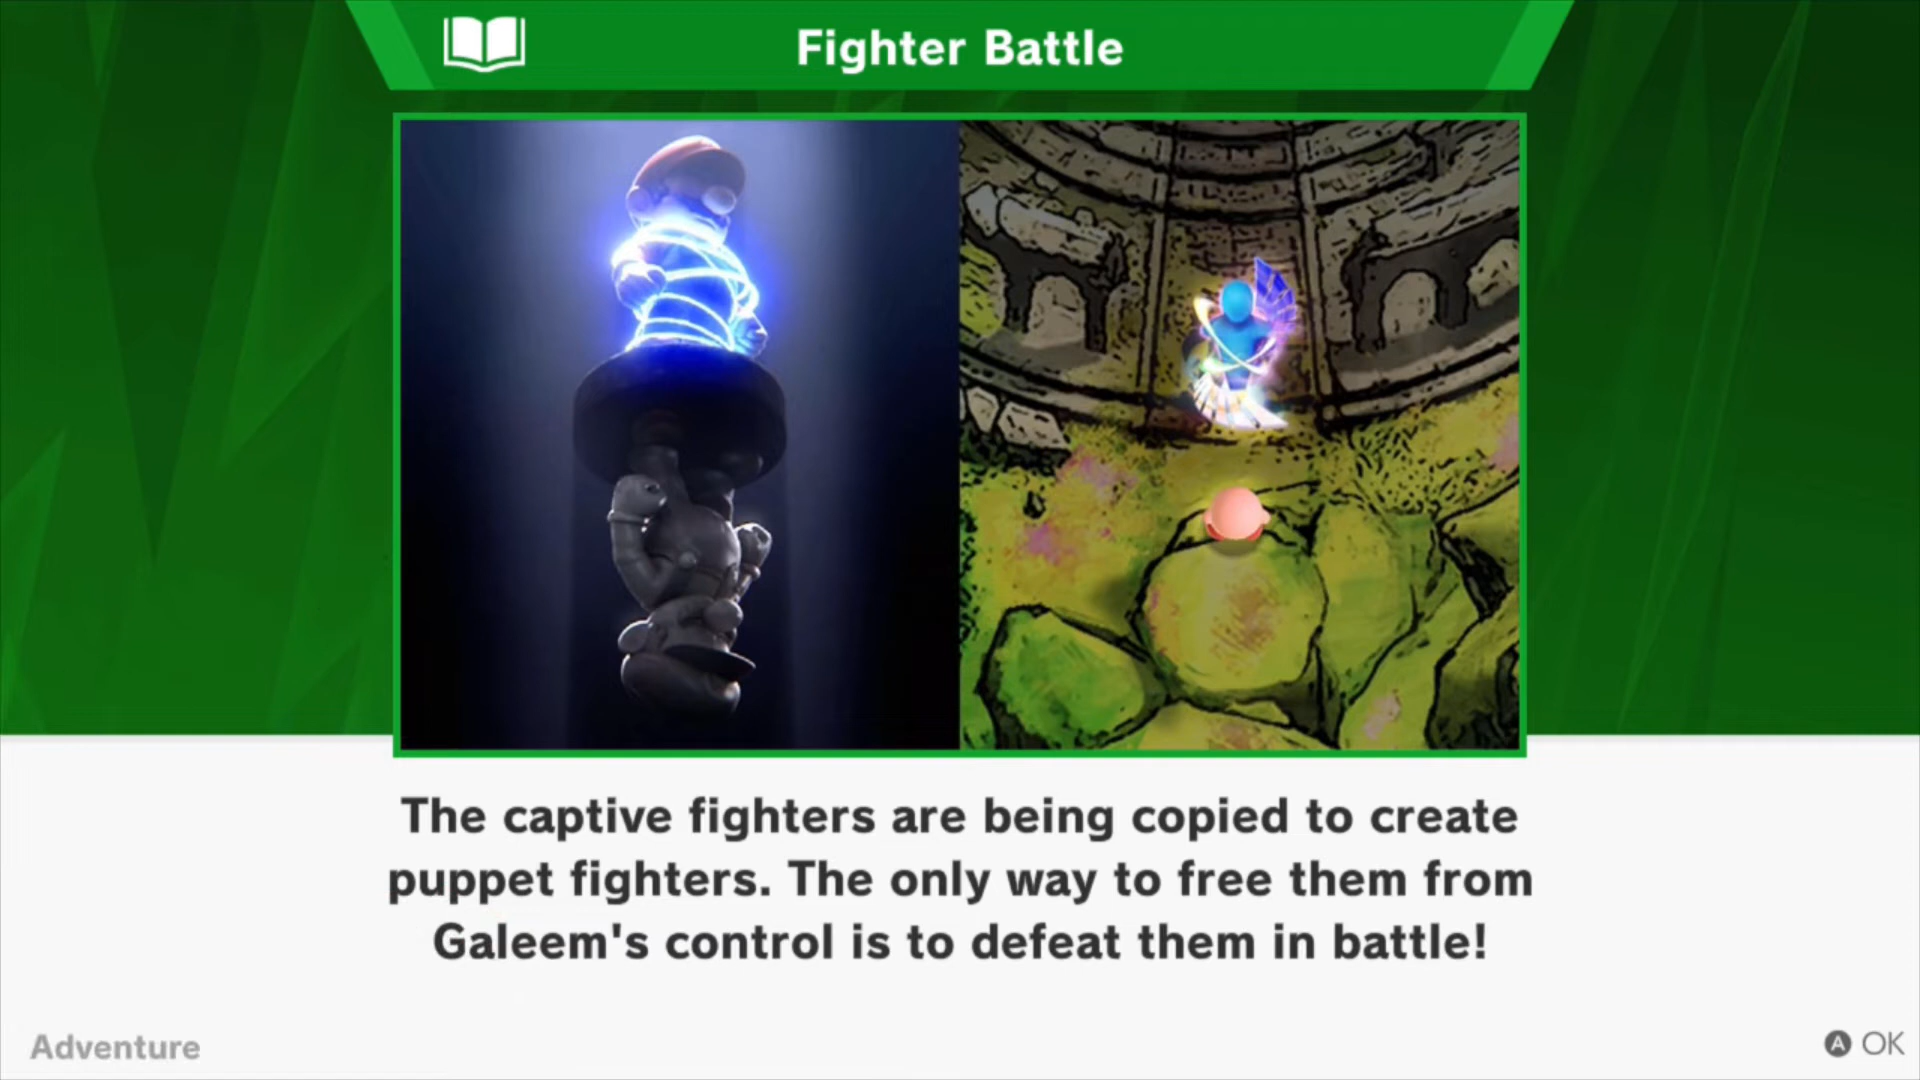 Fighter Battle
The captive fighters are being copied to create
puppet fighters. The only way to free them from
Galeem's control is to defeat them in battle!
Adventure
A OK